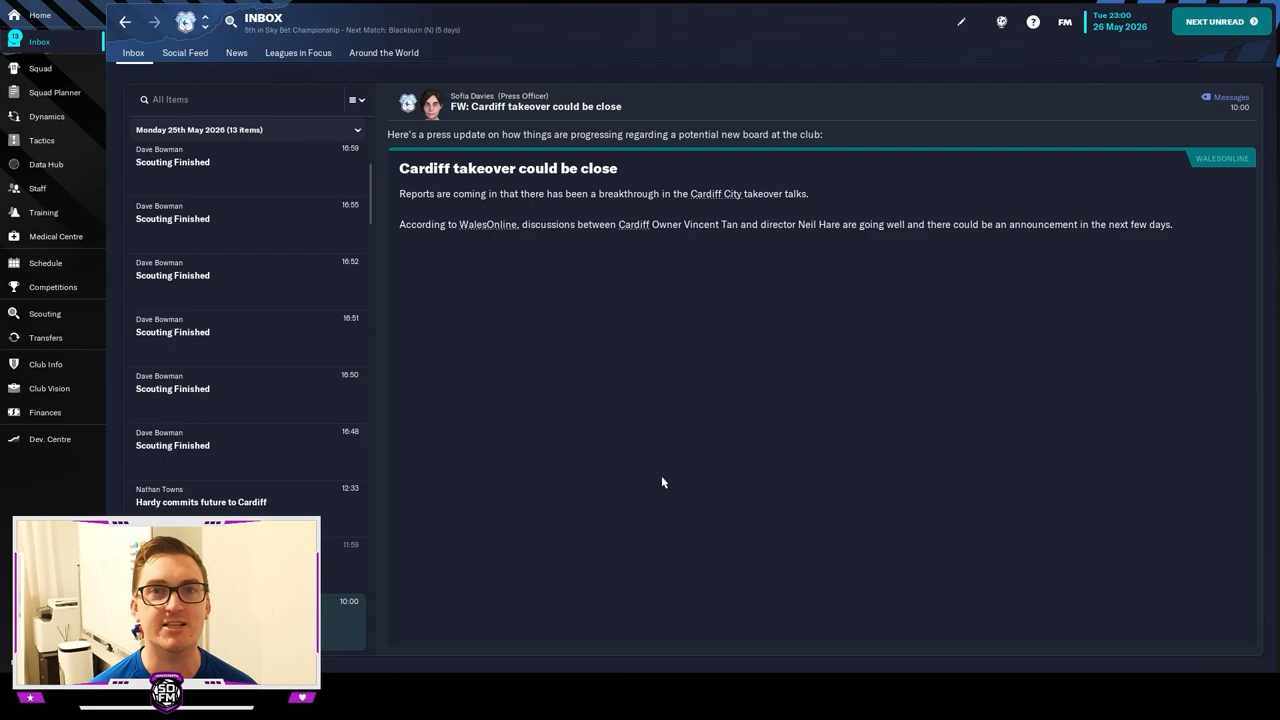 Home
13
Inbox
Squad
Squad Planner
Dynamics
Tactics
Data Hub
Staff
Training
Medical Centre
Schedule
Competitions
Scouting
Transfers
Club Info
Club Vision
Finances
Dev. Centre
INBOX
5th in Sky Bet Championship - Next Match: Blackburn (N) (5 days)
FM
Tue 23:00
26 May 2026
NEXT UNREAD
Inbox
Social Feed
News
Leagues in Focus
Around the World
All Items
Monday 25th May 2026 (13 items)
Dave Bowman 16:59
Scouting Finished
Dave Bowman 16:55
Scouting Finished
Dave Bowman 16:52
Scouting Finished
Dave Bowman 16:51
Scouting Finished
Dave Bowman 16:50
Scouting Finished
Dave Bowman 16:48
Scouting Finished
Nathan Towns 12:33
Hardy commits future to Cardiff
11:59
10:00
Sofia Davies (Press Officer)
FW: Cardiff takeover could be close
Messages
10:00
Here's a press update on how things are progressing regarding a potential new board at the club:
WALESONLINE
Cardiff takeover could be close
Reports are coming in that there has been a breakthrough in the Cardiff City takeover talks.
According to WalesOnline, discussions between Cardiff Owner Vincent Tan and director Neil Hare are going well and there could be an announcement in the next few days.
SD
FM